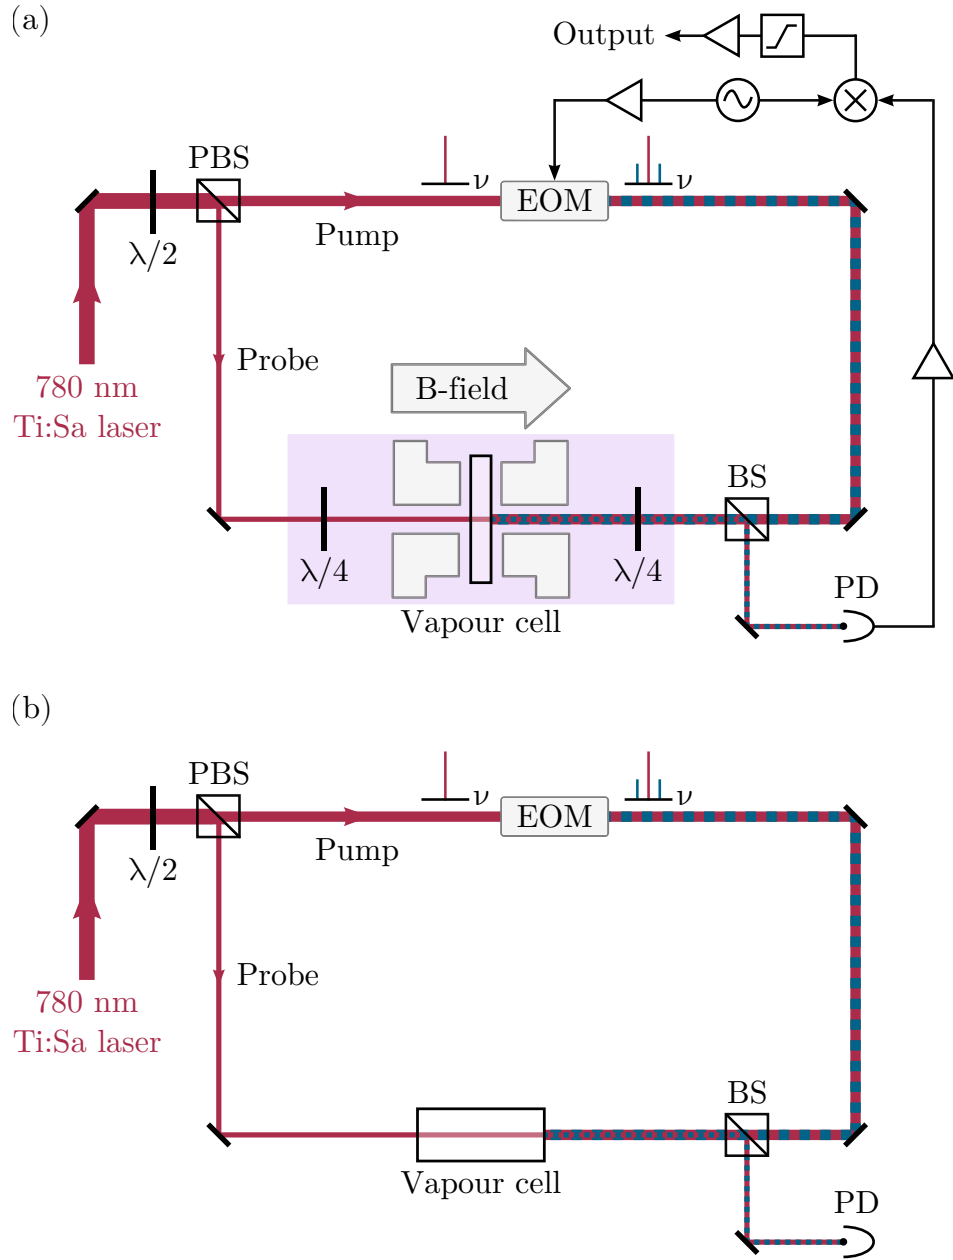 (a)
Output
PBS
ν
ν
EOM
λ/2
Pump
Probe
780 nm
Ti:Sa laser
B-field
BS
λ/4
λ/4
PD
Vapour cell
(b)
PBS
ν
ν
EOM
λ/2
Pump
Probe
780 nm
Ti:Sa laser
BS
Vapour cell
PD